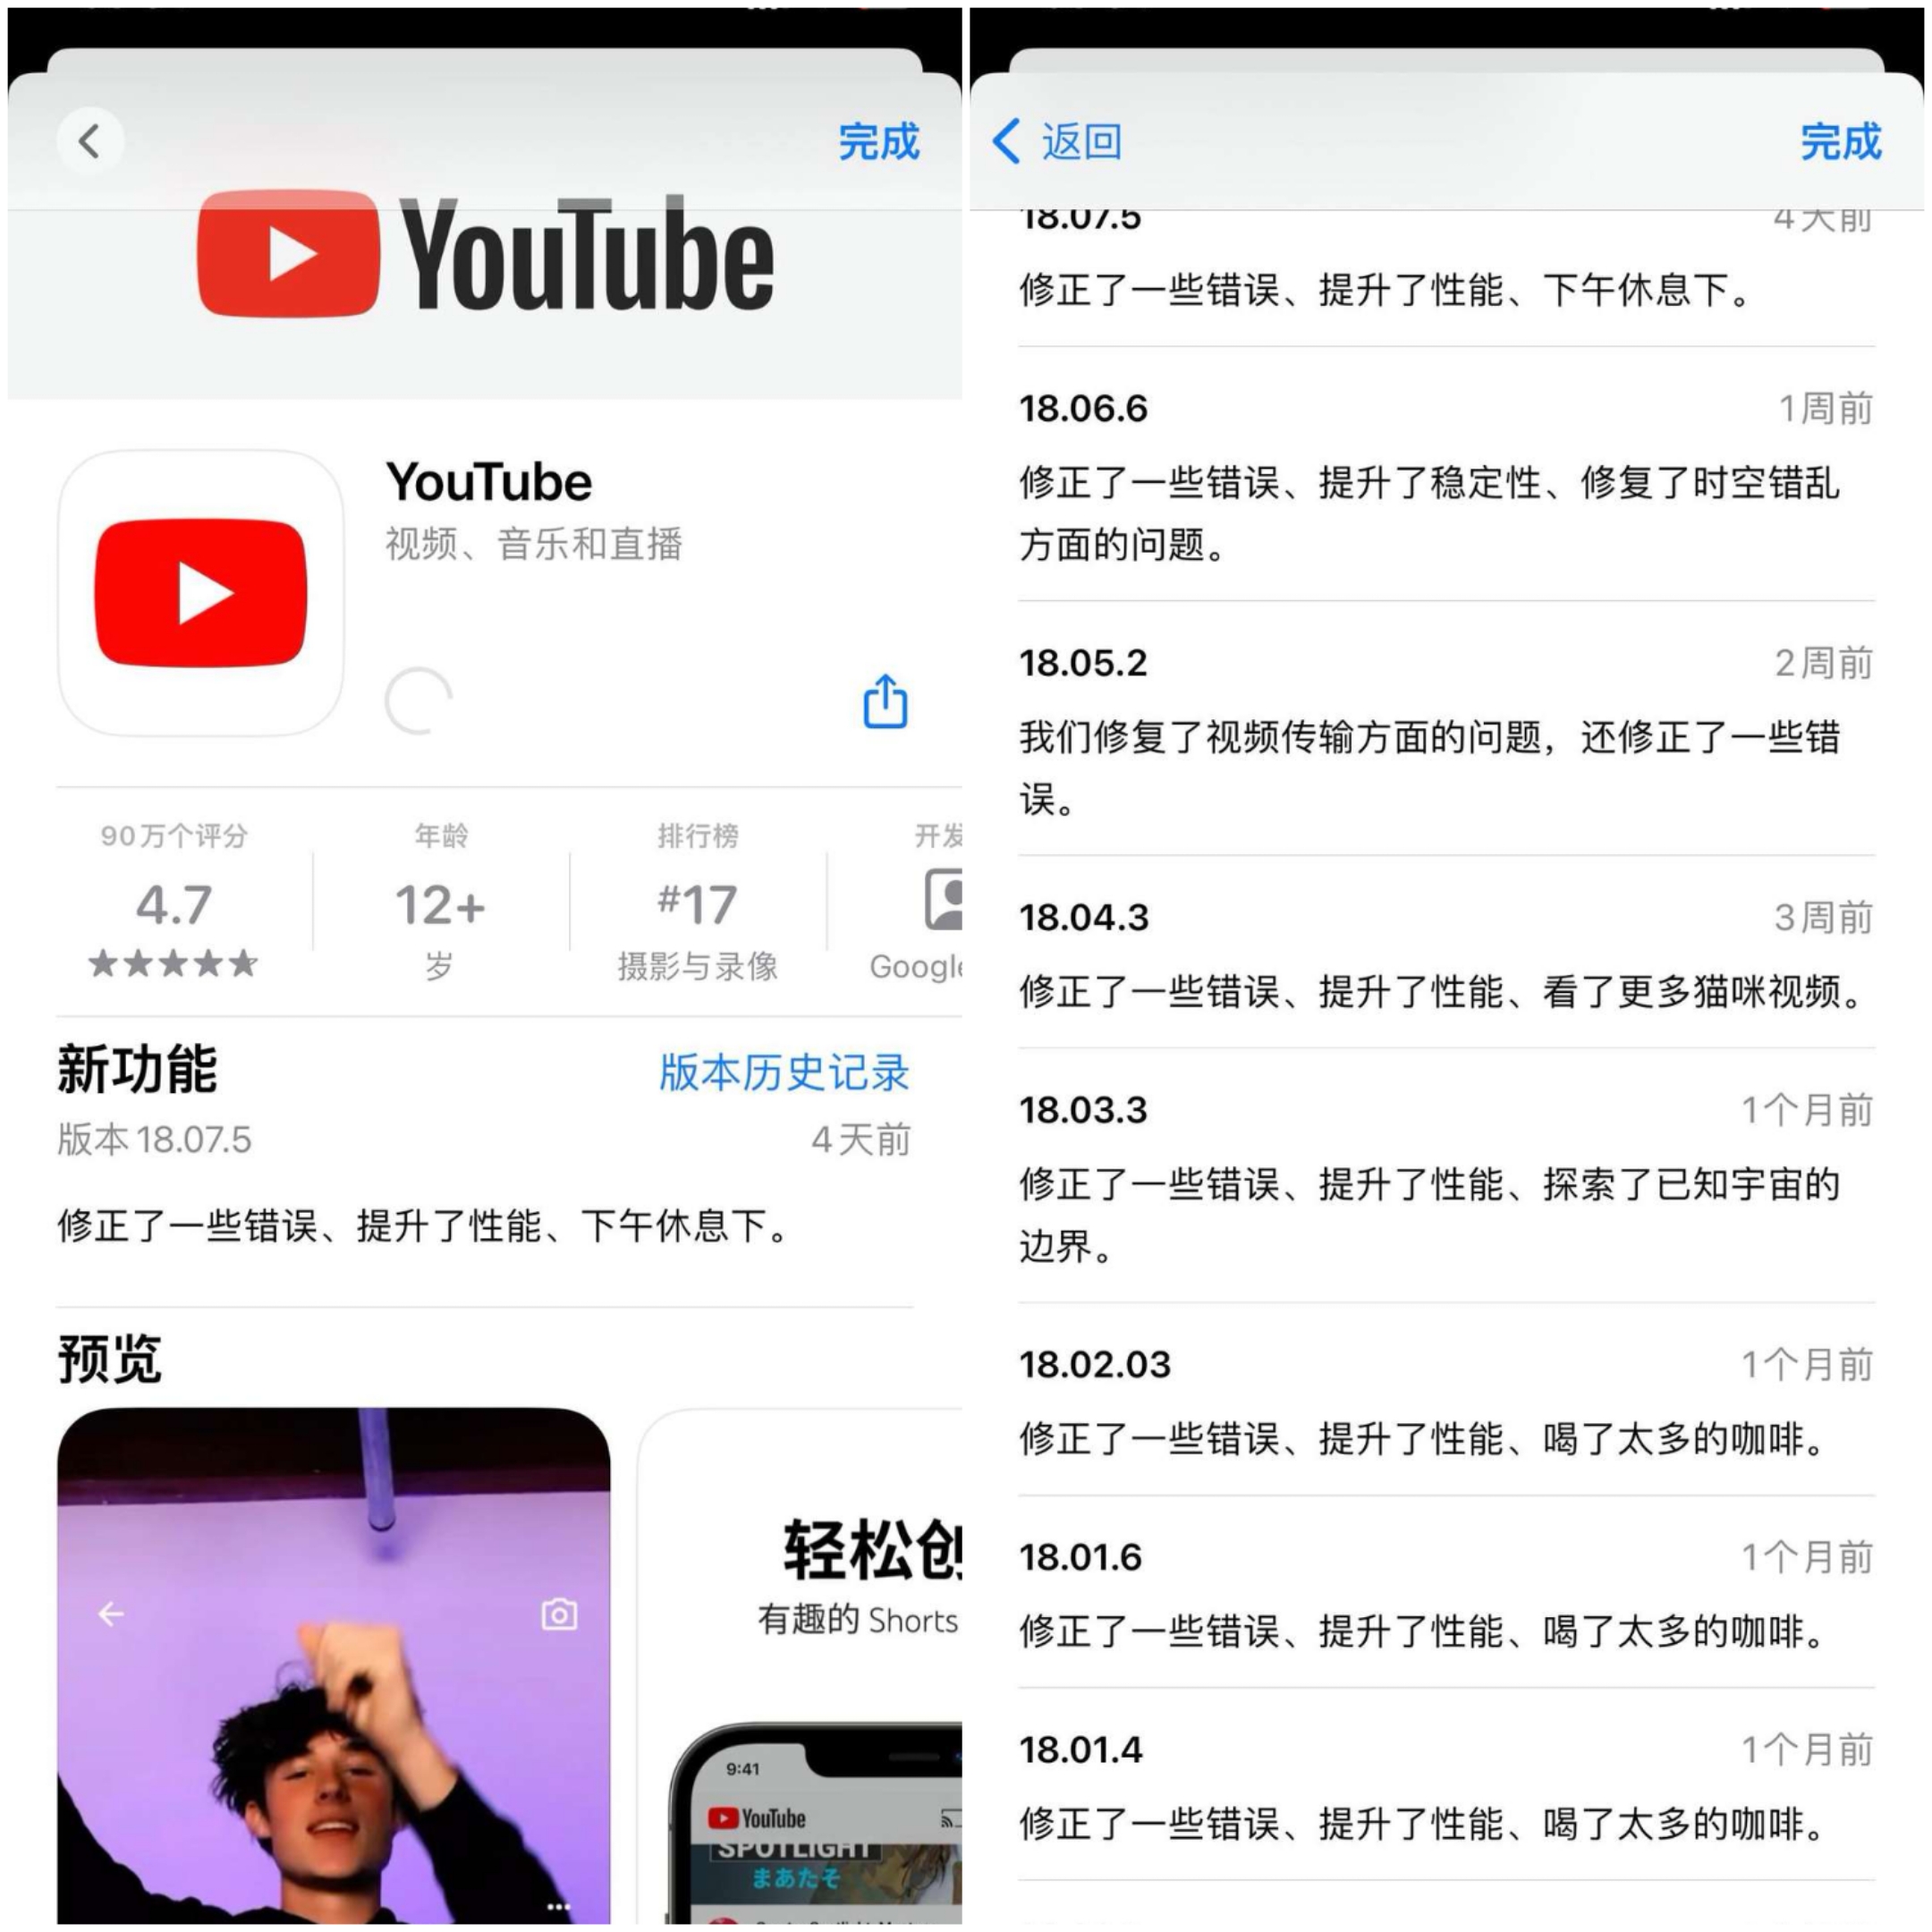 完成
YouTube
YouTube
视频、音乐和直播
90万个评分
4.7
年龄
12+
岁
排行榜
#17
摄影与录像
开发
Google
新功能
版本历史记录
版本 18.07.5
4天前
修正了一些错误、提升了性能、下午休息下。
预览
轻松创
有趣的 Shorts
9:41
YouTube
SPOTLIGHT
まあたそ
返回
完成
18.07.5
4天前
修正了一些错误、提升了性能、下午休息下。
18.06.6
1周前
修正了一些错误、提升了稳定性、修复了时空错乱
方面的问题。
18.05.2
2周前
我们修复了视频传输方面的问题，还修正了一些错
误。
18.04.3
3周前
修正了一些错误、提升了性能、看了更多猫咪视频。
18.03.3
1个月前
修正了一些错误、提升了性能、探索了已知宇宙的
边界。
18.02.03
1个月前
修正了一些错误、提升了性能、喝了太多的咖啡。
18.01.6
1个月前
修正了一些错误、提升了性能、喝了太多的咖啡。
18.01.4
1个月前
修正了一些错误、提升了性能、喝了太多的咖啡。